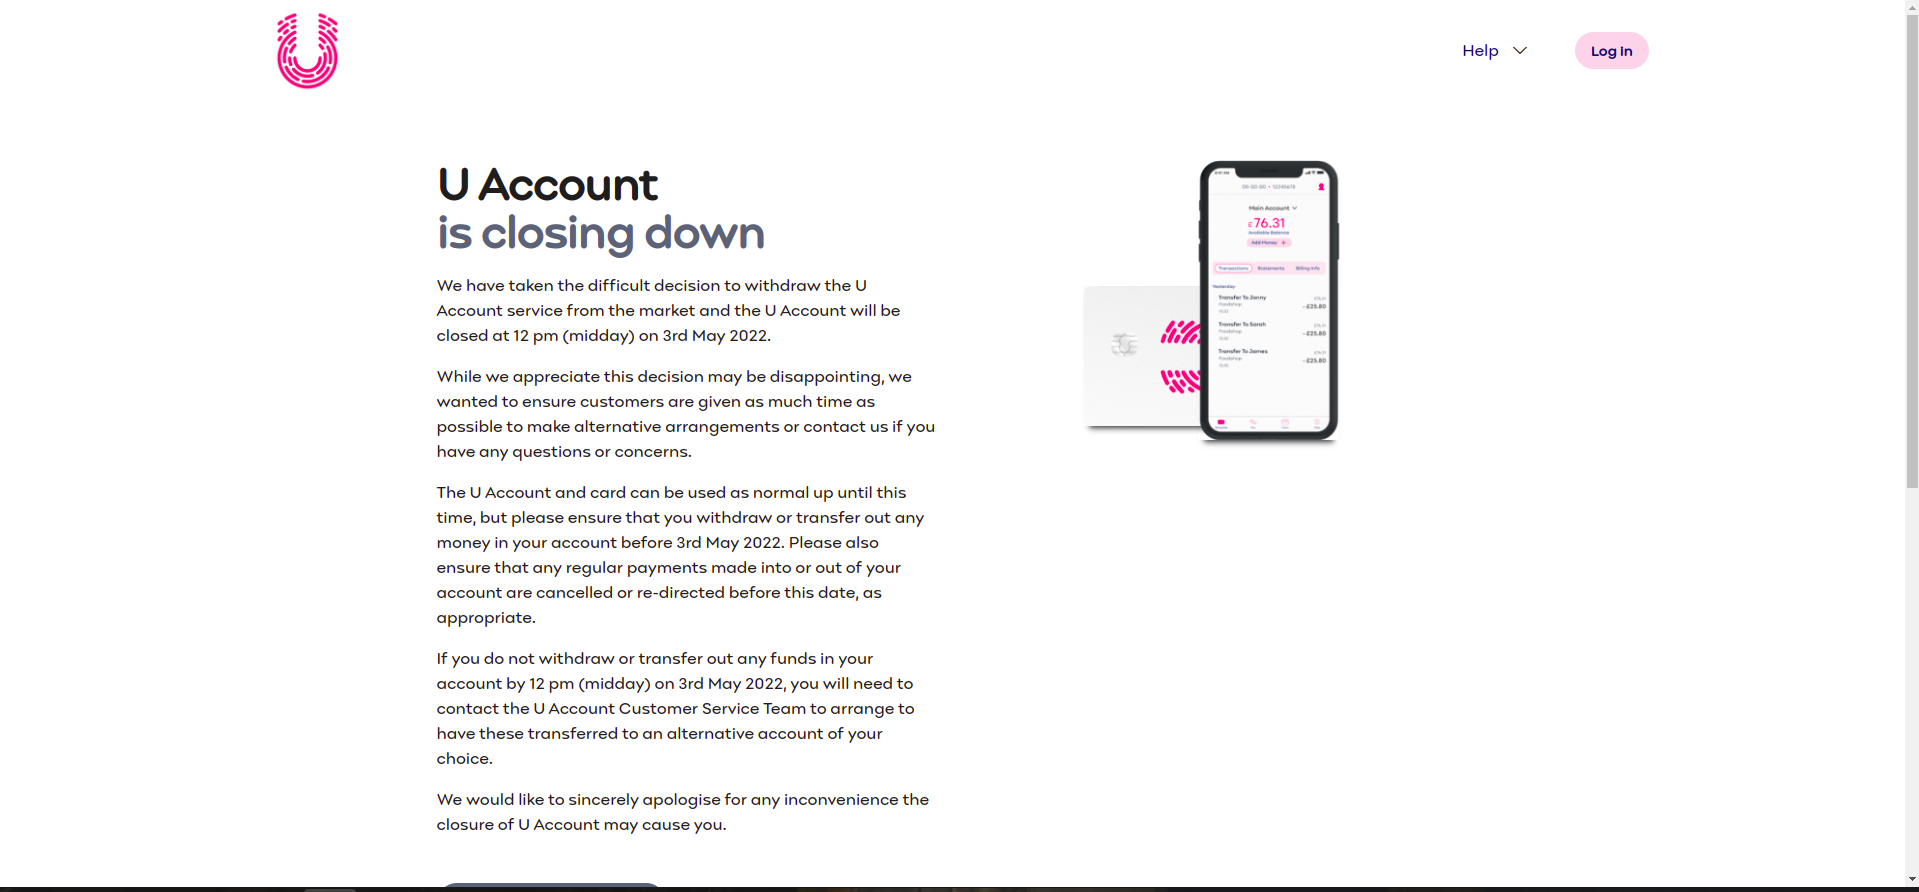 Help
Log In
U Account
is closing down
We have taken the difficult decision to withdraw the U
Account service from the market and the U Account will be
closed at 12 pm (midday) on 3rd May 2022.
While we appreciate this decision may be disappointing, we
wanted to ensure customers are given as much time as
possible to make alternative arrangements or contact us if you
have any questions or concerns.
The U Account and card can be used as normal up until this
time, but please ensure that you withdraw or transfer out any
money in your account before 3rd May 2022. Please also
ensure that any regular payments made into or out of your
account are cancelled or re-directed before this date, as
appropriate.
If you do not withdraw or transfer out any funds in your
account by 12 pm (midday) on 3rd May 2022, you will need to
contact the U Account Customer Service Team to arrange to
have these transferred to an alternative account of your
choice.
We would like to sincerely apologise for any inconvenience the
closure of U Account may cause you.
00-00-00 • 12345678
Main Account
£76.31
Available Balance
Add Money +
Transactions Statements Billing Info
Yesterday
Transfer To Jonny
-£25.80
Transfer To Sarah
-£25.80
Transfer To James
-£25.80